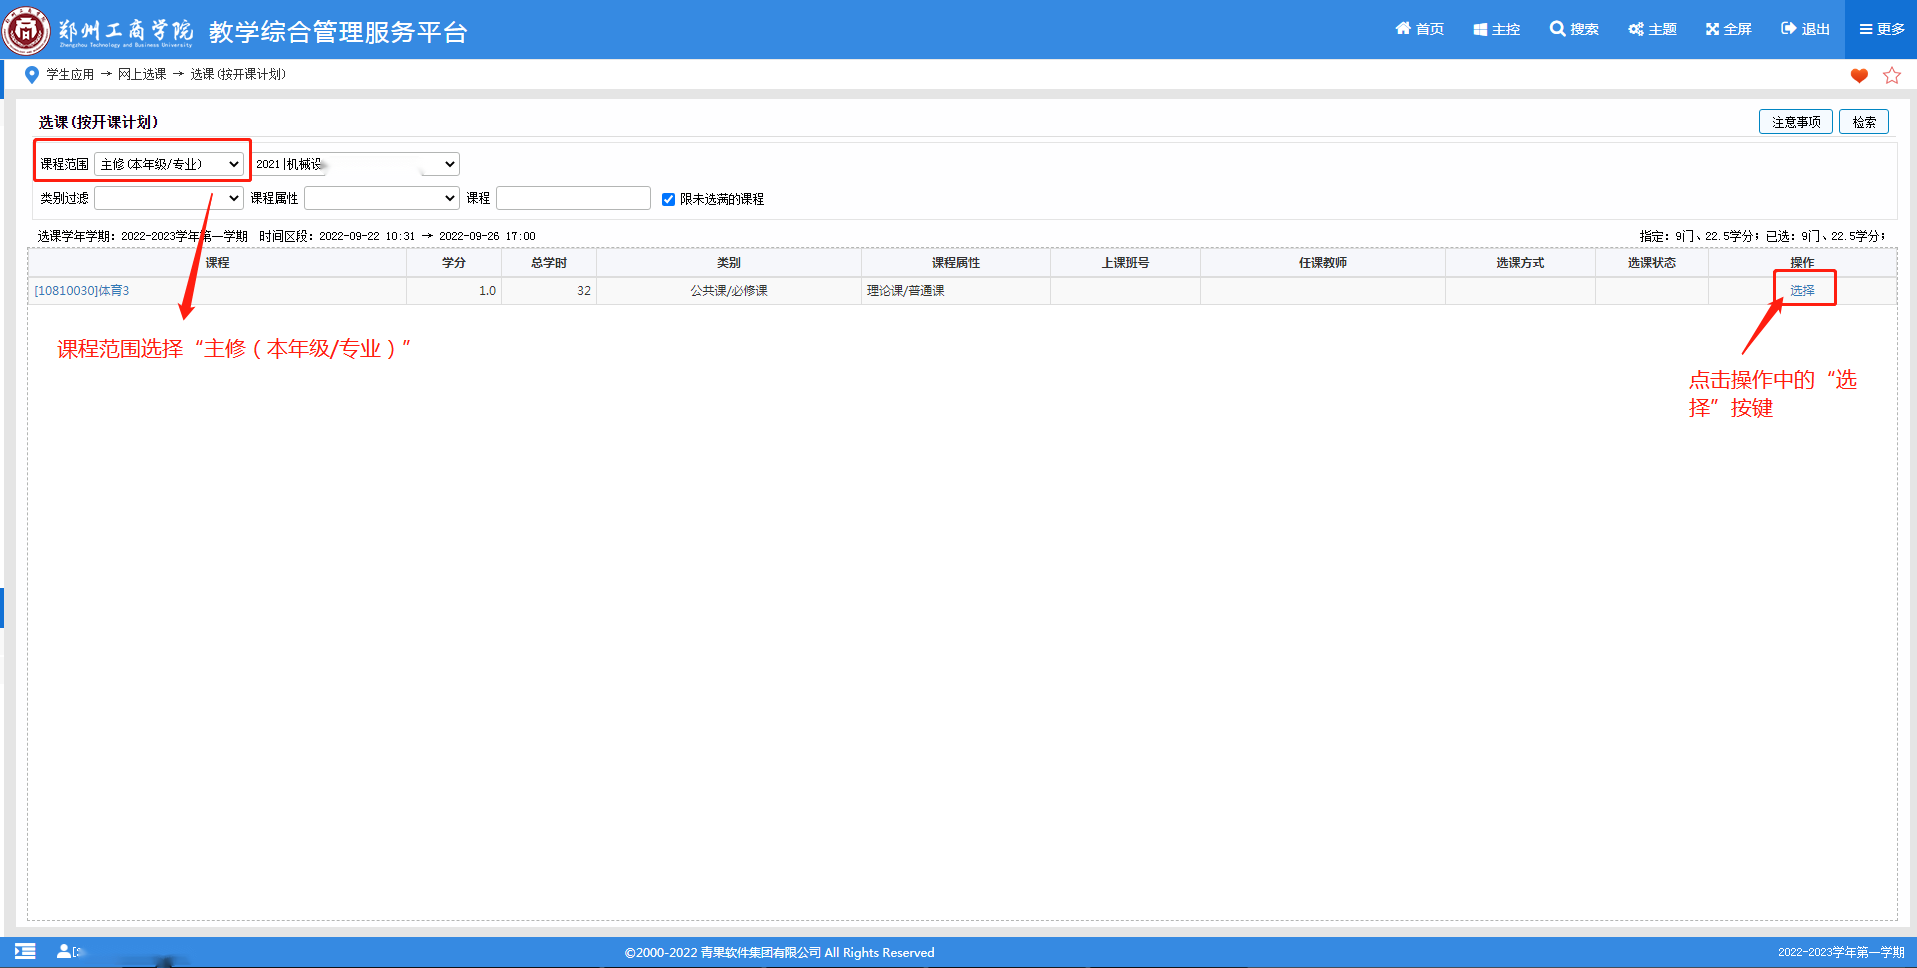 郑州工商学院 教学综合管理服务平台 首页 主控 搜索 主题 全屏 退出 更多
Zhengzhou Technology and Business University
学生应用 → 网上选课 → 选课(按开课计划)
选课(按开课计划) 注意事项 检索
课程范围 主修(本年级/专业) 2021|机械设
类别过滤 课程属性 课程 限未选满的课程
选课学年学期：2022-2023学年第一学期 时间区段：2022-09-22 10:31 → 2022-09-26 17:00 指定：9门、22.5学分；已选：9门、22.5学分；
课程 学分 总学时 类别 课程属性 上课班号 任课教师 选课方式 选课状态 操作
[10810030]体育3 1.0 32 公共课/必修课 理论课/普通课 选择
课程范围选择“主修（本年级/专业）”
点击操作中的“选
择”按键
©2000-2022 青果软件集团有限公司 All Rights Reserved 2022-2023学年第一学期